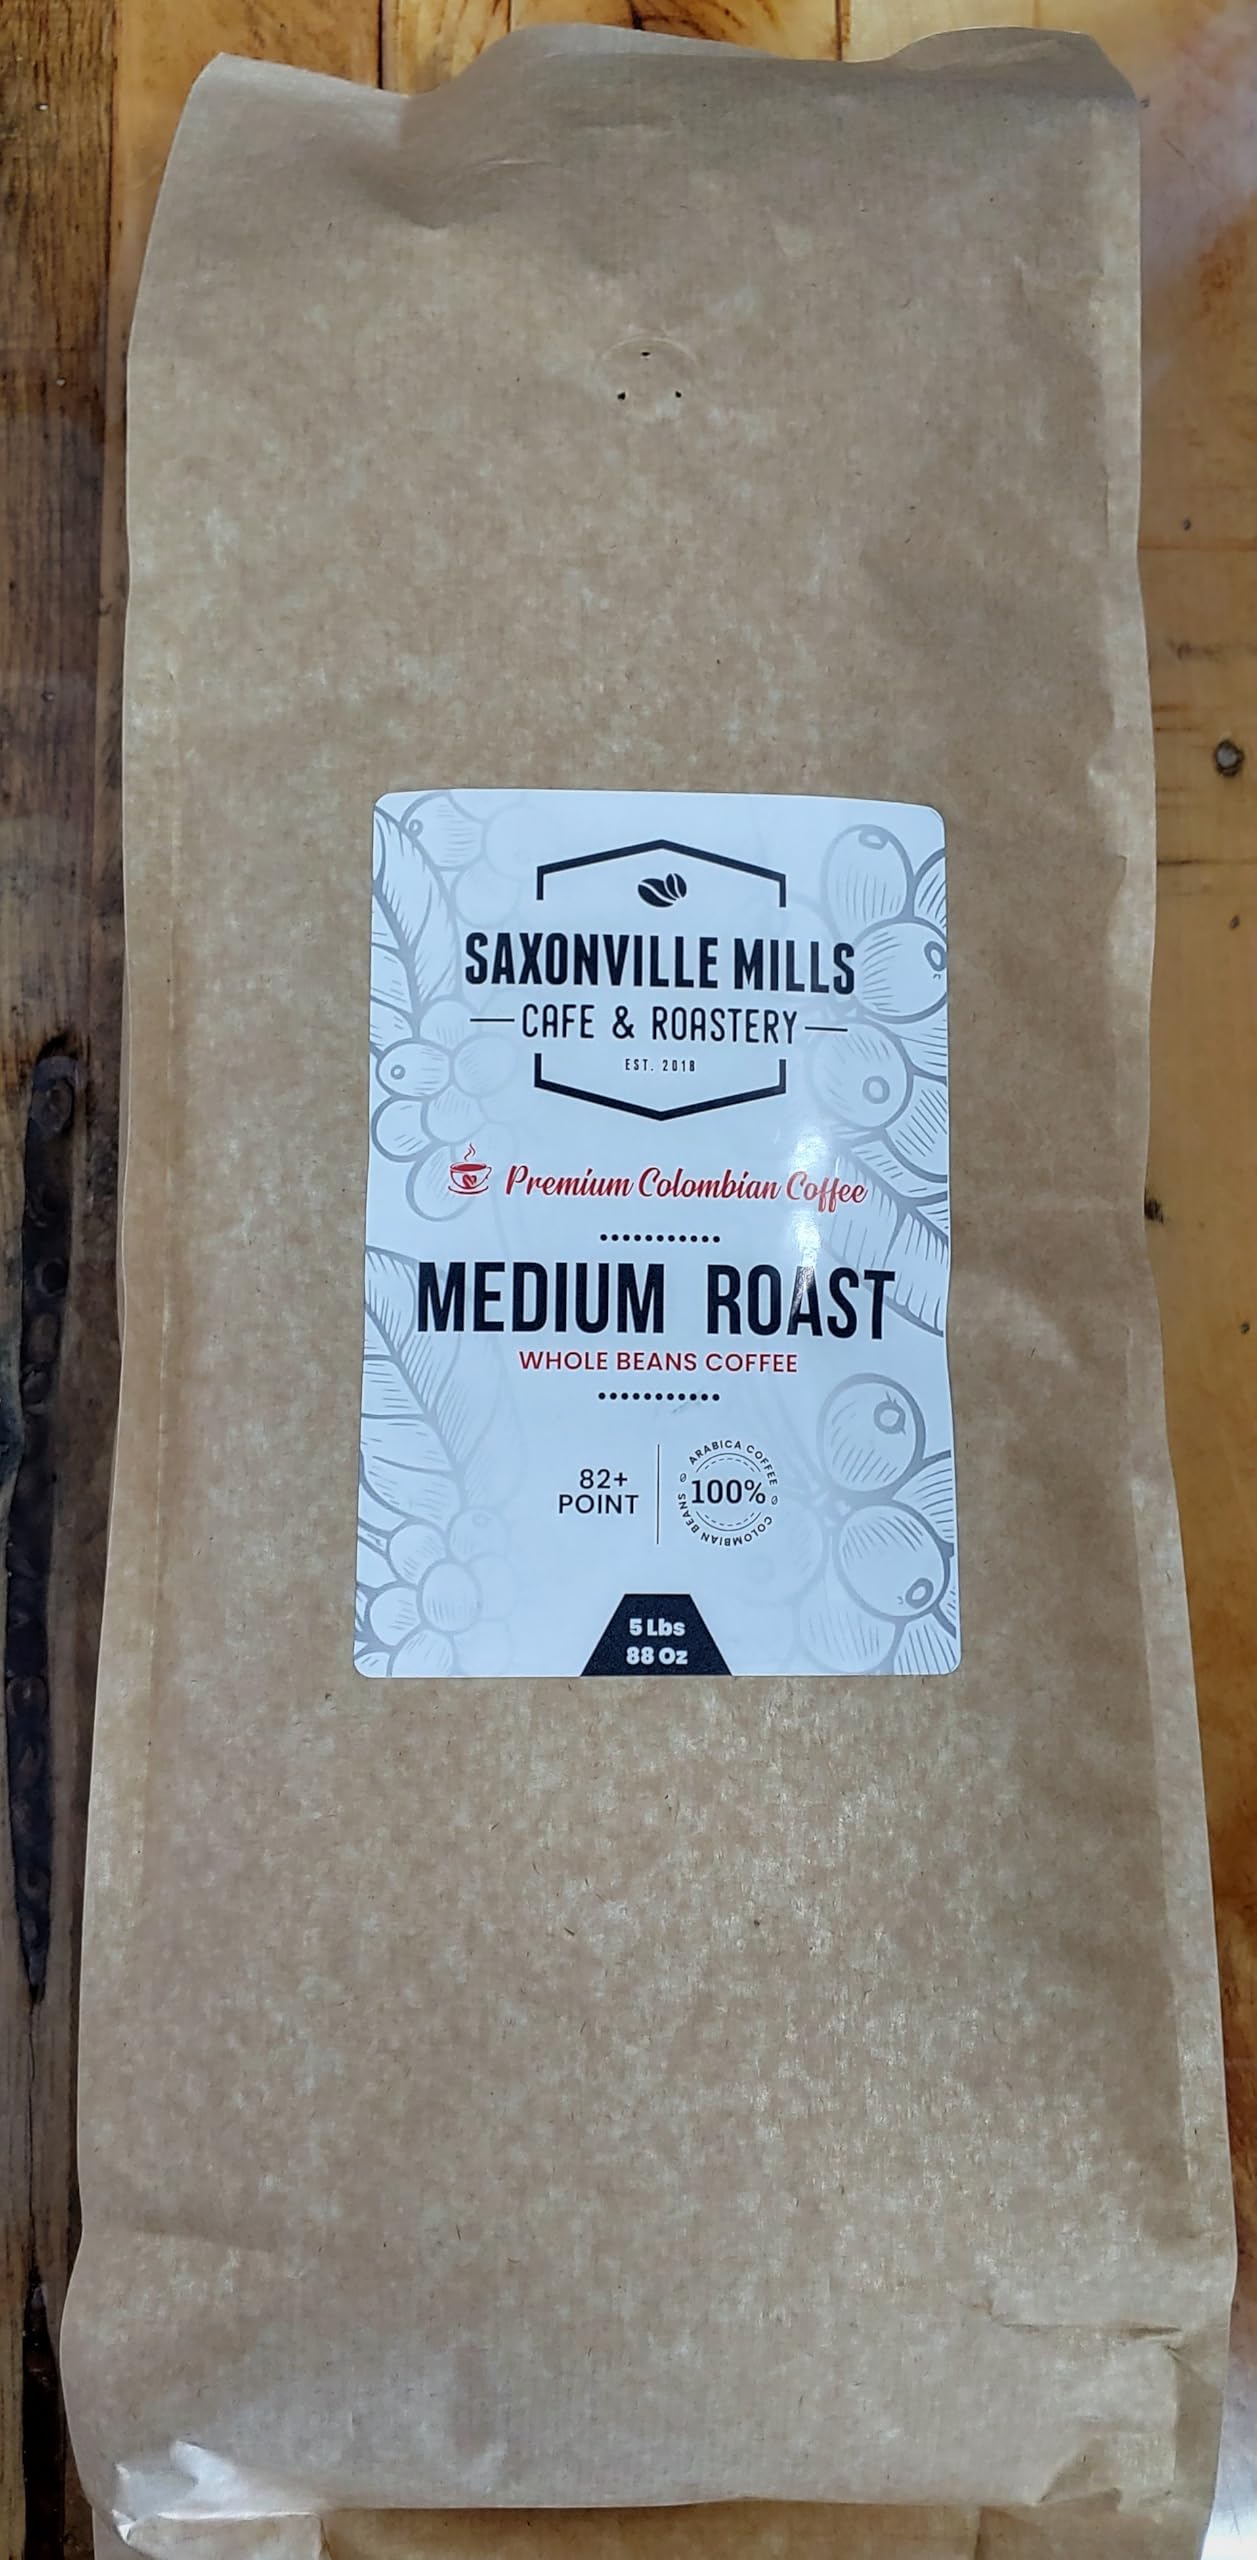 SAXONVILLE MILLS
CAFE & ROASTERY
EST. 2018
Premium Colombian Coffee
MEDIUM ROAST
WHOLE BEANS COFFEE
82+
POINT
ARABICA COFFEE
100%
COLOMBIAN BEANS
5 Lbs
88 Oz